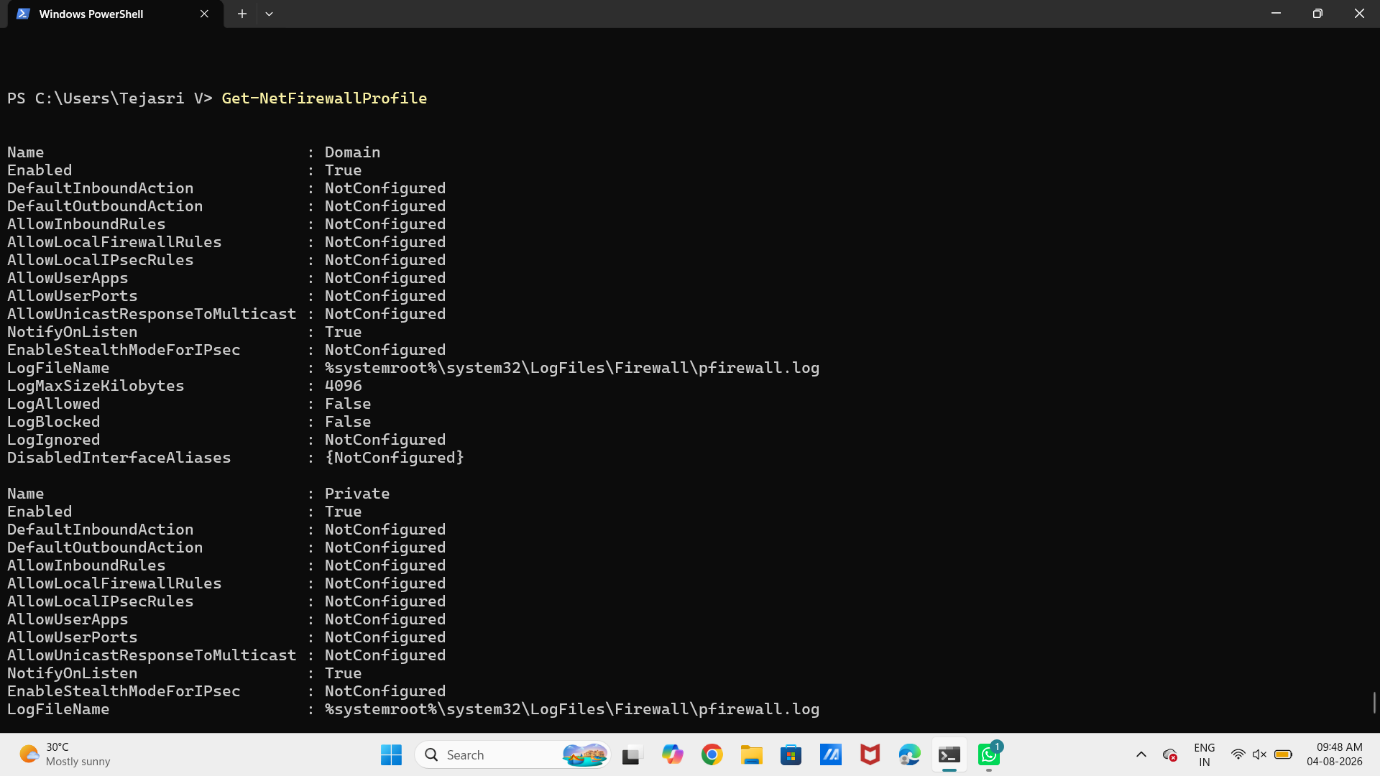 Windows PowerShell
PS C:\Users\Tejasri V> Get-NetFirewallProfile
Name : Domain
Enabled : True
DefaultInboundAction : NotConfigured
DefaultOutboundAction : NotConfigured
AllowInboundRules : NotConfigured
AllowLocalFirewallRules : NotConfigured
AllowLocalIPsecRules : NotConfigured
AllowUserApps : NotConfigured
AllowUserPorts : NotConfigured
AllowUnicastResponseToMulticast : NotConfigured
NotifyOnListen : True
EnableStealthModeForIPsec : NotConfigured
LogFileName : %systemroot%\system32\LogFiles\Firewall\pfirewall.log
LogMaxSizeKilobytes : 4096
LogAllowed : False
LogBlocked : False
LogIgnored : NotConfigured
DisabledInterfaceAliases : {NotConfigured}
Name : Private
Enabled : True
DefaultInboundAction : NotConfigured
DefaultOutboundAction : NotConfigured
AllowInboundRules : NotConfigured
AllowLocalFirewallRules : NotConfigured
AllowLocalIPsecRules : NotConfigured
AllowUserApps : NotConfigured
AllowUserPorts : NotConfigured
AllowUnicastResponseToMulticast : NotConfigured
NotifyOnListen : True
EnableStealthModeForIPsec : NotConfigured
LogFileName : %systemroot%\system32\LogFiles\Firewall\pfirewall.log
30°C
Mostly sunny
Search
1
ENG
IN
09:48 AM
04-08-2026